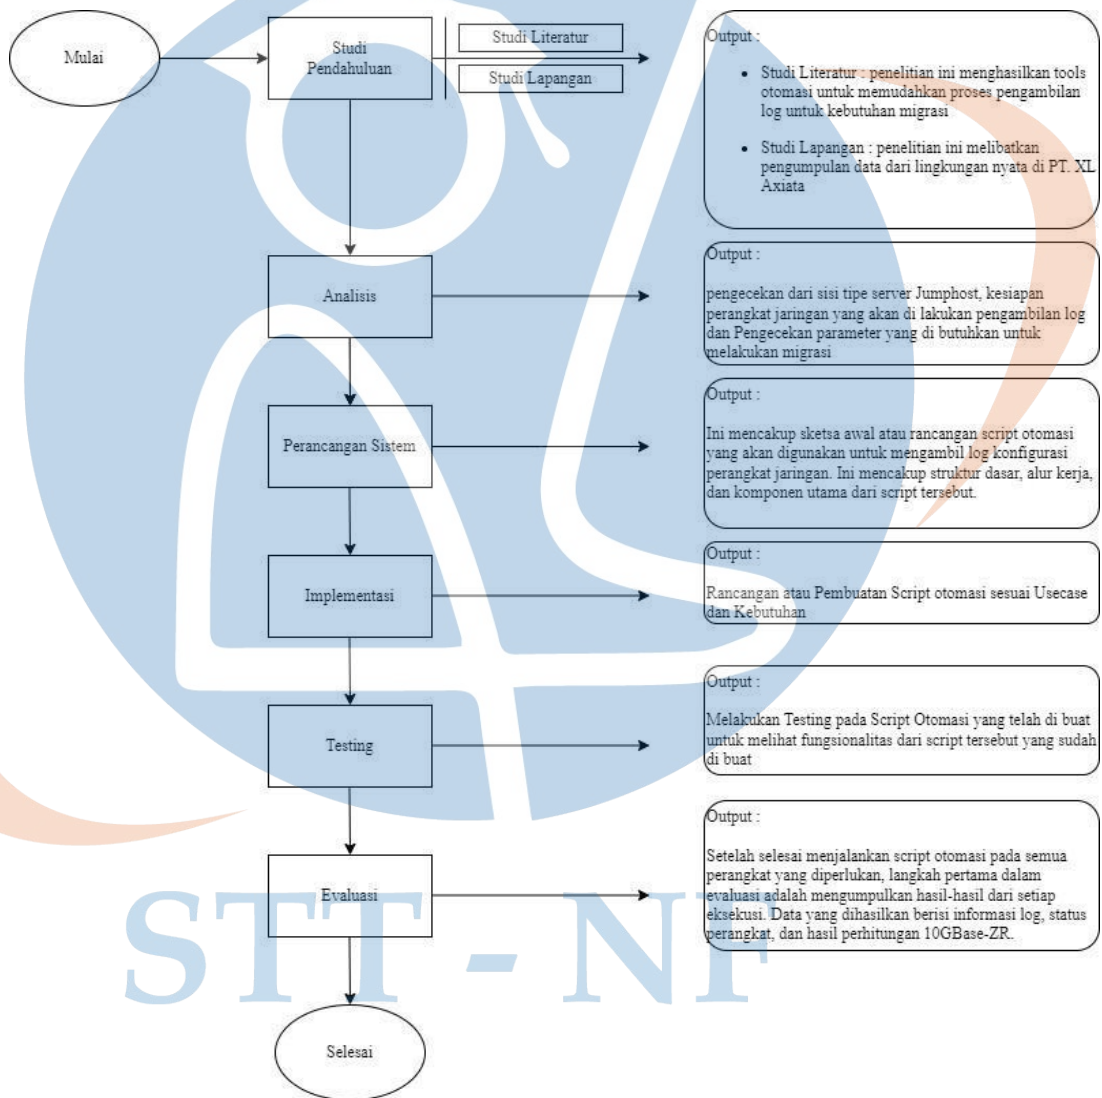 Mulai
Studi
Pendahuluan
Studi Literatur
Studi Lapangan
Output :
• Studi Literatur : penelitian ini menghasilkan tools
otomasi untuk memudahkan proses pengambilan
log untuk kebutuhan migrasi
• Studi Lapangan : penelitian ini melibatkan
pengumpulan data dari lingkungan nyata di PT. XL
Axiata
Analisis
Output :
pengecekan dari sisi tipe server Jumphost, kesiapan
perangkat jaringan yang akan di lakukan pengambilan log
dan Pengecekan parameter yang di butuhkan untuk
melakukan migrasi
Perancangan Sistem
Output :
Ini mencakup sketsa awal atau rancangan script otomasi
yang akan digunakan untuk mengambil log konfigurasi
perangkat jaringan. Ini mencakup struktur dasar, alur kerja,
dan komponen utama dari script tersebut.
Implementasi
Output :
Rancangan atau Pembuatan Script otomasi sesuai Usecase
dan Kebutuhan
Testing
Output :
Melakukan Testing pada Script Otomasi yang telah di buat
untuk melihat fungsionalitas dari script tersebut yang sudah
di buat
Evaluasi
Output :
Setelah selesai menjalankan script otomasi pada semua
perangkat yang diperlukan, langkah pertama dalam
evaluasi adalah mengumpulkan hasil-hasil dari setiap
eksekusi. Data yang dihasilkan berisi informasi log, status
perangkat, dan hasil perhitungan 10GBase-ZR.
STT - NF
Selesai